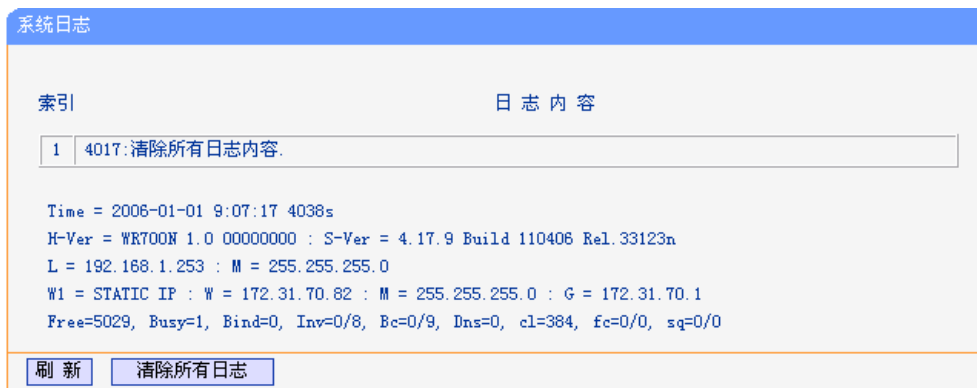 系统日志
索引 日志内容
1 4017:清除所有日志内容.
Time = 2006-01-01 9:07:17 4038s
H-Ver = WR700N 1.0 00000000 : S-Ver = 4.17.9 Build 110406 Rel.33123n
L = 192.168.1.253 : M = 255.255.255.0
W1 = STATIC IP : W = 172.31.70.82 : M = 255.255.255.0 : G = 172.31.70.1
Free=5029, Busy=1, Bind=0, Inv=0/8, Bc=0/9, Dns=0, cl=384, fc=0/0, sq=0/0
刷 新 清除所有日志